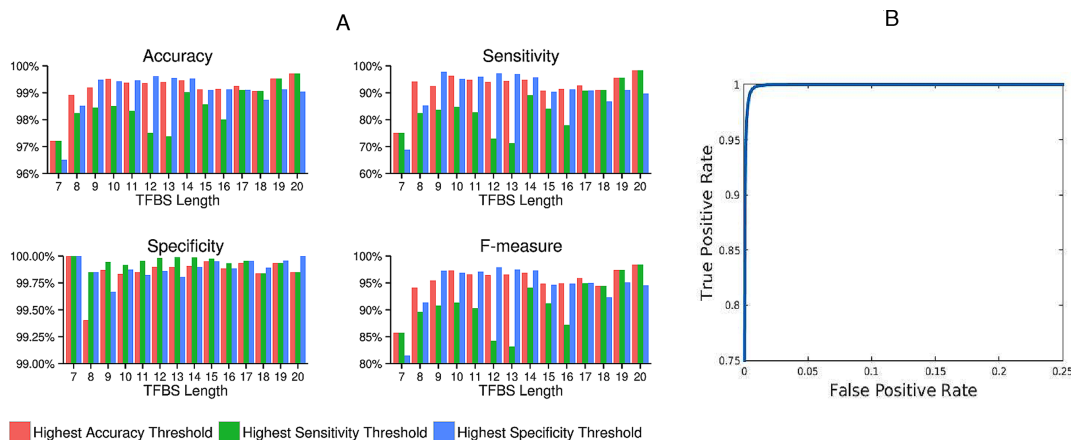 A
B
Accuracy
100%
99%
98%
97%
96%
7 8 9 10 11 12 13 14 15 16 17 18 19 20
TFBS Length
Sensitivity
100%
90%
80%
70%
60%
7 8 9 10 11 12 13 14 15 16 17 18 19 20
TFBS Length
Specificity
100.00%
99.75%
99.50%
99.25%
99.00%
7 8 9 10 11 12 13 14 15 16 17 18 19 20
TFBS Length
F-measure
100%
95%
90%
85%
80%
7 8 9 10 11 12 13 14 15 16 17 18 19 20
TFBS Length
Highest Accuracy Threshold Highest Sensitivity Threshold Highest Specificity Threshold
True Positive Rate
1
0.95
0.9
0.85
0.8
0.75
0 0.05 0.1 0.15 0.2 0.25
False Positive Rate